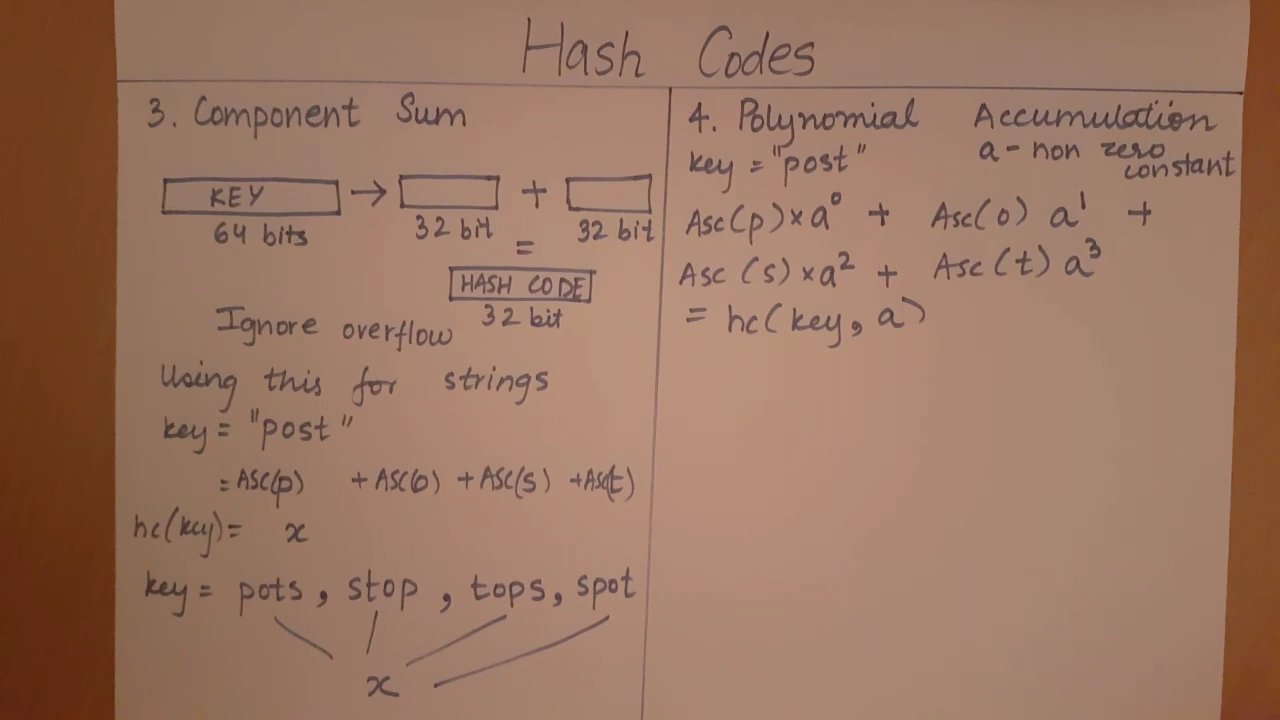 Hash Codes
3. Component Sum
KEY → +
64 bits 32 bit 32 bit
=
HASH CODE
32 bit
Ignore overflow
Using this for strings
key = "post"
= ASC(p) + ASC(o) + ASC(s) + ASC(t)
hc(key) = x
key = pots, stop, tops, spot
x
4. Polynomial Accumulation
key = "post" a - non zero constant
Asc(p) × a⁰ + Asc(o) a¹ +
Asc (s) × a² + Asc (t) a³
= hc(key, a)